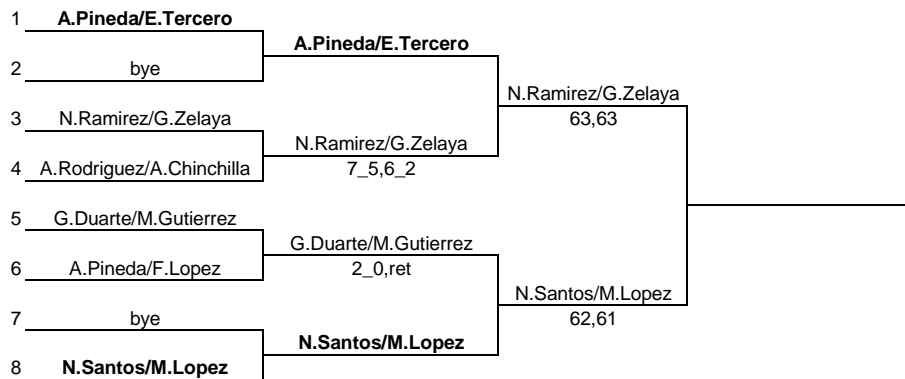 1 A.Pineda/E.Tercero
A.Pineda/E.Tercero
2 bye
N.Ramirez/G.Zelaya
3 N.Ramirez/G.Zelaya
63,63
N.Ramirez/G.Zelaya
4 A.Rodriguez/A.Chinchilla
7_5,6_2
5 G.Duarte/M.Gutierrez
G.Duarte/M.Gutierrez
6 A.Pineda/F.Lopez
2_0,ret
N.Santos/M.Lopez
7 bye
62,61
N.Santos/M.Lopez
8 N.Santos/M.Lopez